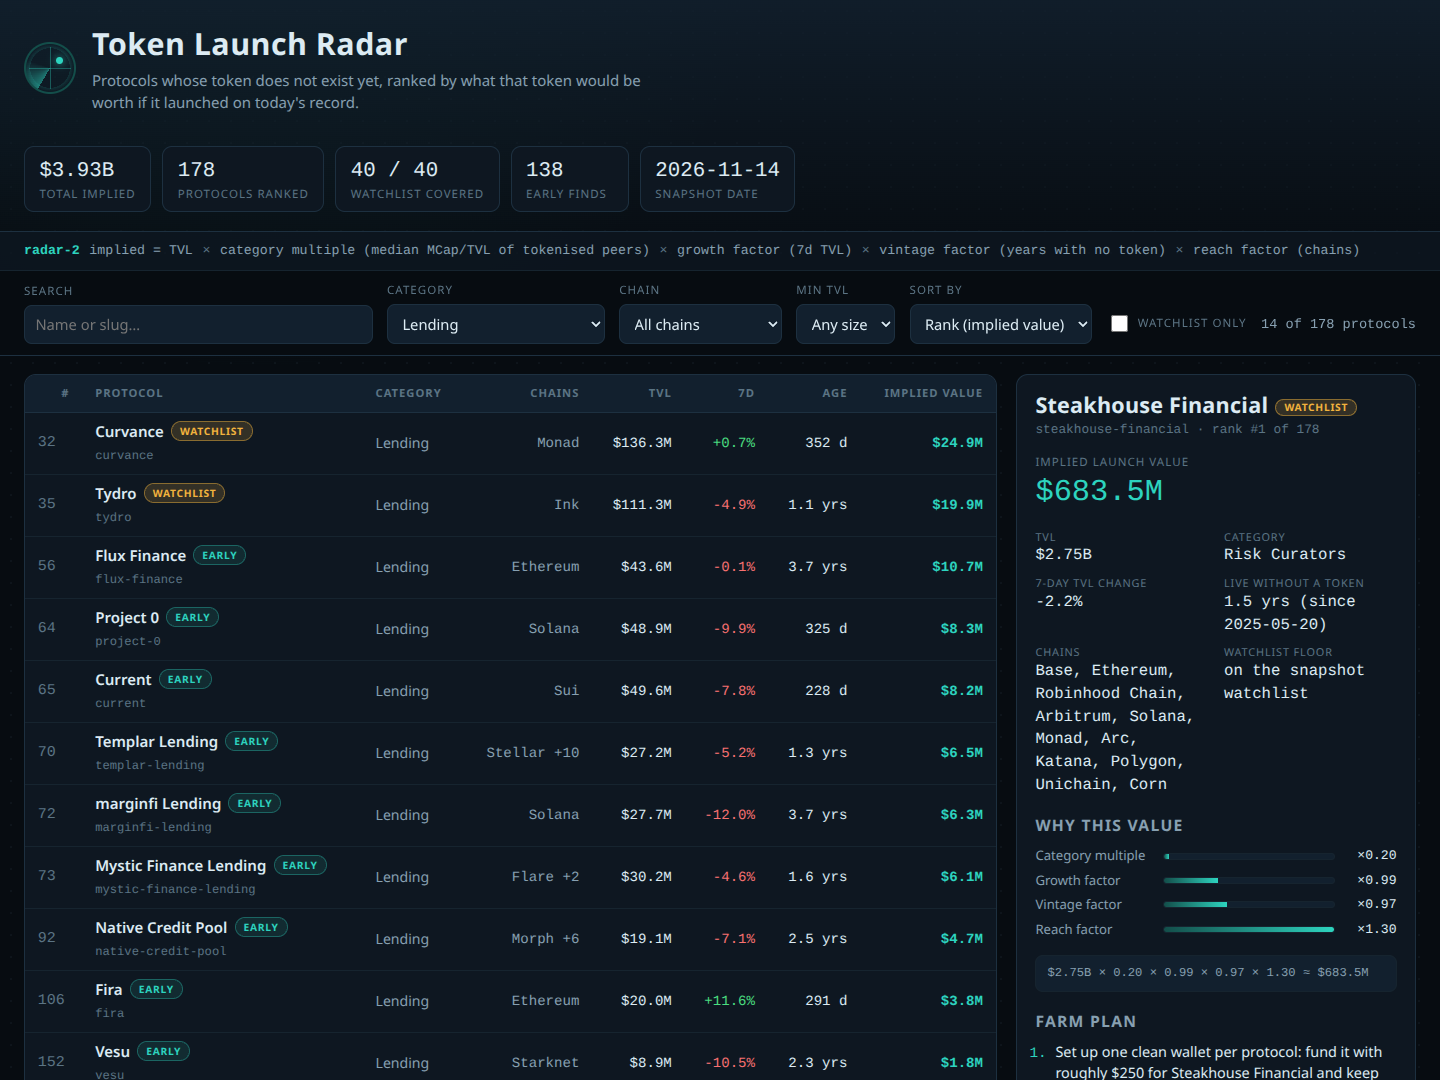 Token Launch Radar
Protocols whose token does not exist yet, ranked by what that token would be
worth if it launched on today's record.
$3.93B
TOTAL IMPLIED
178
PROTOCOLS RANKED
40 / 40
WATCHLIST COVERED
138
EARLY FINDS
2026-11-14
SNAPSHOT DATE
radar-2 implied = TVL × category multiple (median MCap/TVL of tokenised peers) × growth factor (7d TVL) × vintage factor (years with no token) × reach factor (chains)
SEARCH
Name or slug...
CATEGORY
Lending
CHAIN
All chains
MIN TVL
Any size
SORT BY
Rank (implied value)
WATCHLIST ONLY
14 of 178 protocols
# PROTOCOL CATEGORY CHAINS TVL 7D AGE IMPLIED VALUE
32 Curvance WATCHLIST Lending Monad $136.3M +0.7% 352 d $24.9M
curvance
35 Tydro WATCHLIST Lending Ink $111.3M -4.9% 1.1 yrs $19.9M
tydro
56 Flux Finance EARLY Lending Ethereum $43.6M -0.1% 3.7 yrs $10.7M
flux-finance
64 Project 0 EARLY Lending Solana $48.9M -9.9% 325 d $8.3M
project-0
65 Current EARLY Lending Sui $49.6M -7.8% 228 d $8.2M
current
70 Templar Lending EARLY Lending Stellar +10 $27.2M -5.2% 1.3 yrs $6.5M
templar-lending
72 marginfi Lending EARLY Lending Solana $27.7M -12.0% 3.7 yrs $6.3M
marginfi-lending
73 Mystic Finance Lending EARLY Lending Flare +2 $30.2M -4.6% 1.6 yrs $6.1M
mystic-finance-lending
92 Native Credit Pool EARLY Lending Morph +6 $19.1M -7.1% 2.5 yrs $4.7M
native-credit-pool
106 Fira EARLY Lending Ethereum $20.0M +11.6% 291 d $3.8M
fira
152 Vesu EARLY Lending Starknet $8.9M -10.5% 2.3 yrs $1.8M
vesu
Steakhouse Financial WATCHLIST
steakhouse-financial · rank #1 of 178
IMPLIED LAUNCH VALUE
$683.5M
TVL
$2.75B
CATEGORY
Risk Curators
7-DAY TVL CHANGE
-2.2%
LIVE WITHOUT A TOKEN
1.5 yrs (since
2025-05-20)
CHAINS
Base, Ethereum,
Robinhood Chain,
Arbitrum, Solana,
Monad, Arc,
Katana, Polygon,
Unichain, Corn
WATCHLIST FLOOR
on the snapshot
watchlist
WHY THIS VALUE
Category multiple ×0.20
Growth factor ×0.99
Vintage factor ×0.97
Reach factor ×1.30
$2.75B × 0.20 × 0.99 × 0.97 × 1.30 ≈ $683.5M
FARM PLAN
1. Set up one clean wallet per protocol: fund it with
roughly $250 for Steakhouse Financial and keep